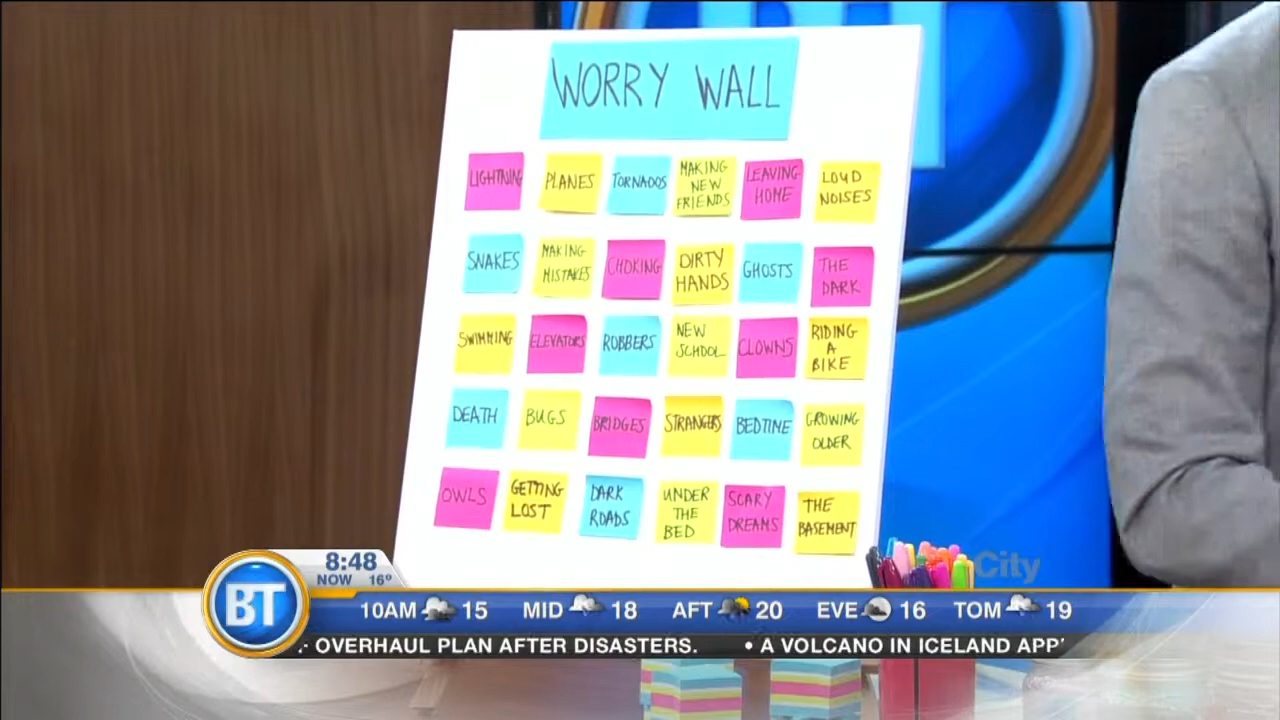 BT
WORRY WALL
LIGHTNING
PLANES
TORNADOS
MAKING
NEW
FRIENDS
LEAVING
HOME
LOUD
NOISES
SNAKES
MAKING
MISTAKES
CHOKING
DIRTY
HANDS
GHOSTS
THE
DARK
SWIMMING
ELEVATORS
ROBBERS
NEW
SCHOOL
CLOWNS
RIDING
A
BIKE
DEATH
BUGS
BRIDGES
STRANGERS
BEDTIME
GROWING
OLDER
OWLS
GETTING
LOST
DARK
ROADS
UNDER
THE
BED
SCARY
DREAMS
THE
BASEMENT
City
8:48
NOW 16°
BT
10AM 15 MID 18 AFT 20 EVE 16 TOM 19
OVERHAUL PLAN AFTER DISASTERS. • A VOLCANO IN ICELAND APP